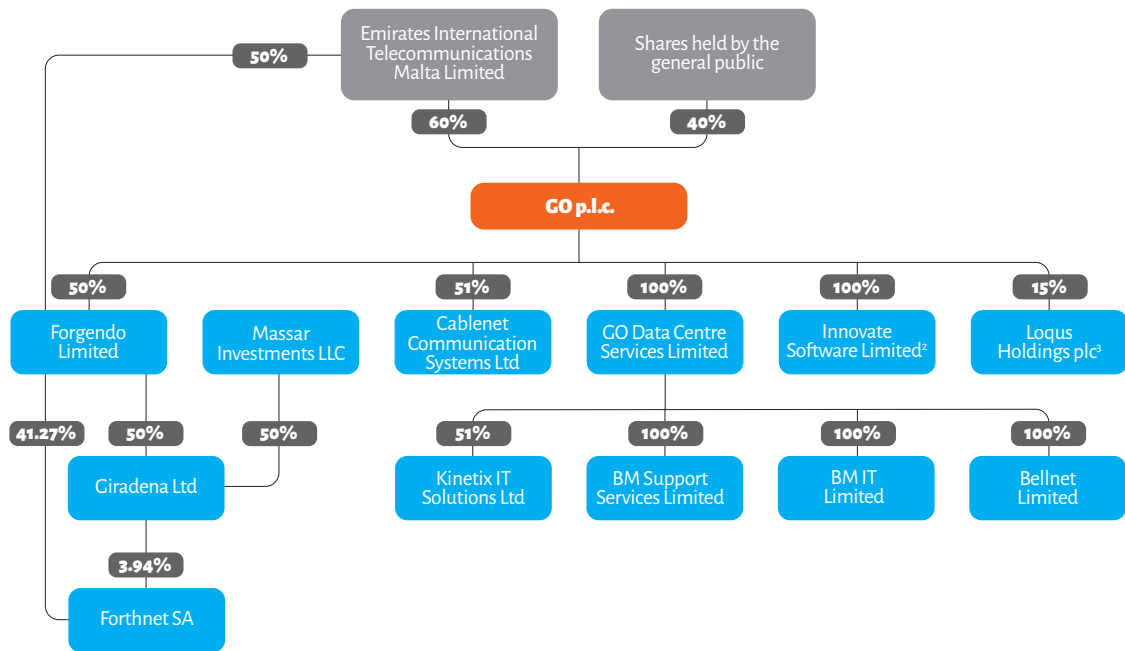 Emirates International
Telecommunications
Malta Limited
Shares held by the
general public
50%
60%
40%
GO p.l.c.
50%
51%
100%
100%
15%
Forgendo
Limited
Massar
Investments LLC
Cablenet
Communication
Systems Ltd
GO Data Centre
Services Limited
Innovate
Software Limited²
Loqus
Holdings plc³
41.27%
50%
50%
51%
100%
100%
100%
Giradena Ltd
Kinetix IT
Solutions Ltd
BM Support
Services Limited
BM IT
Limited
Bellnet
Limited
3.94%
Forthnet SA